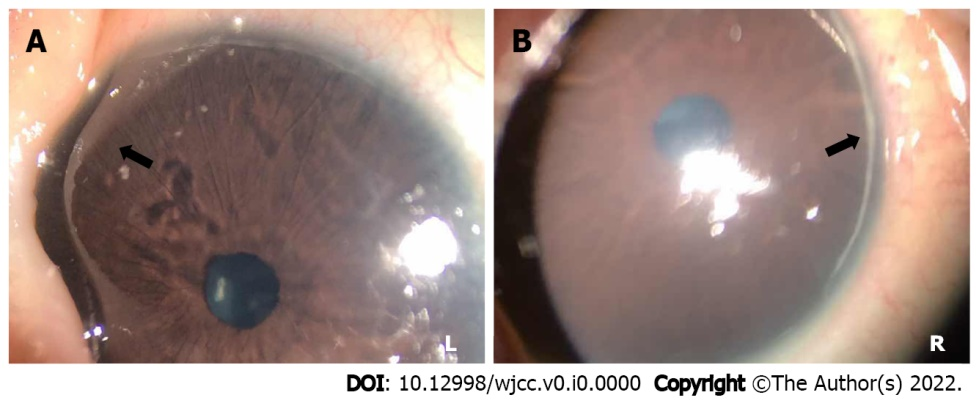 A
B
L
R
DOI: 10.12998/wjcc.v0.i0.0000 Copyright ©The Author(s) 2022.